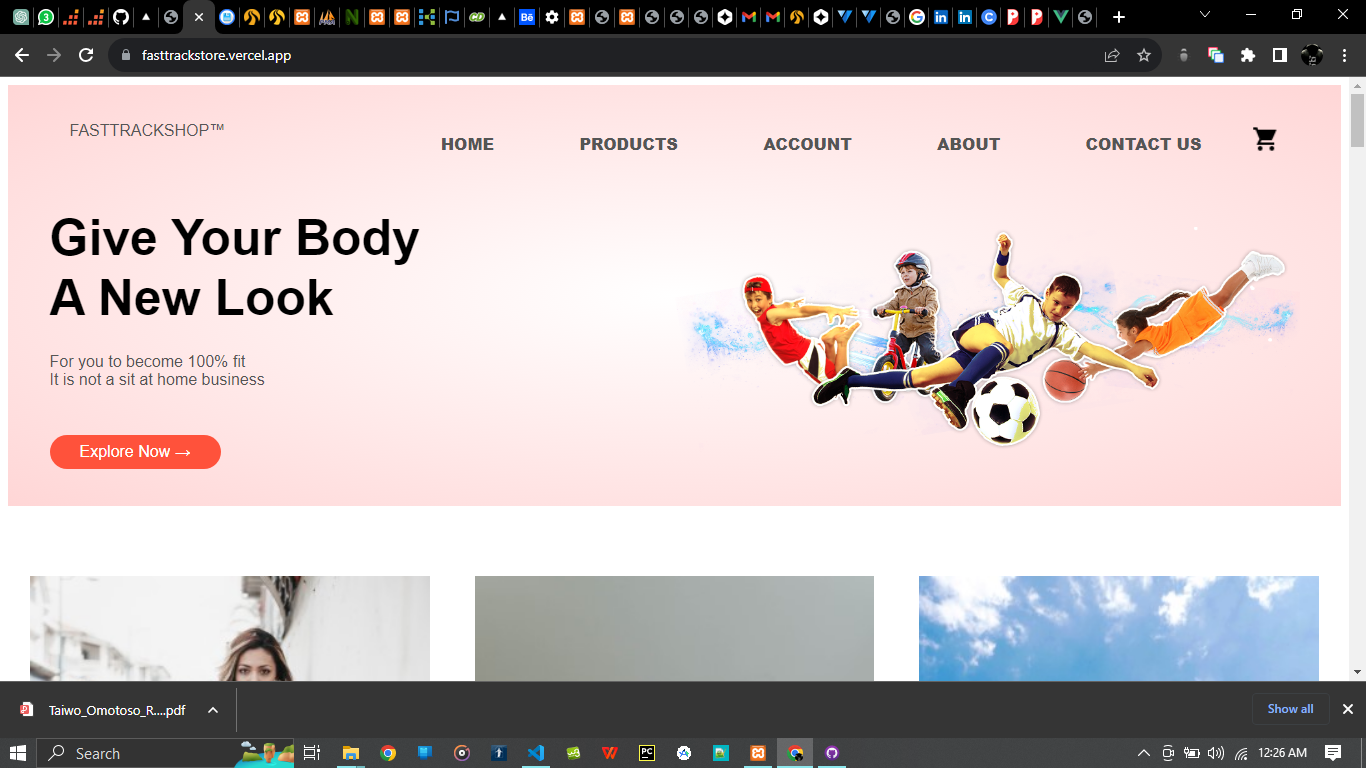 fasttrackstore.vercel.app
FASTTRACKSHOP™
HOME PRODUCTS ACCOUNT ABOUT CONTACT US
Give Your Body
A New Look
For you to become 100% fit
It is not a sit at home business
Explore Now →
Taiwo_Omotoso_R....pdf
Show all
Search
12:26 AM